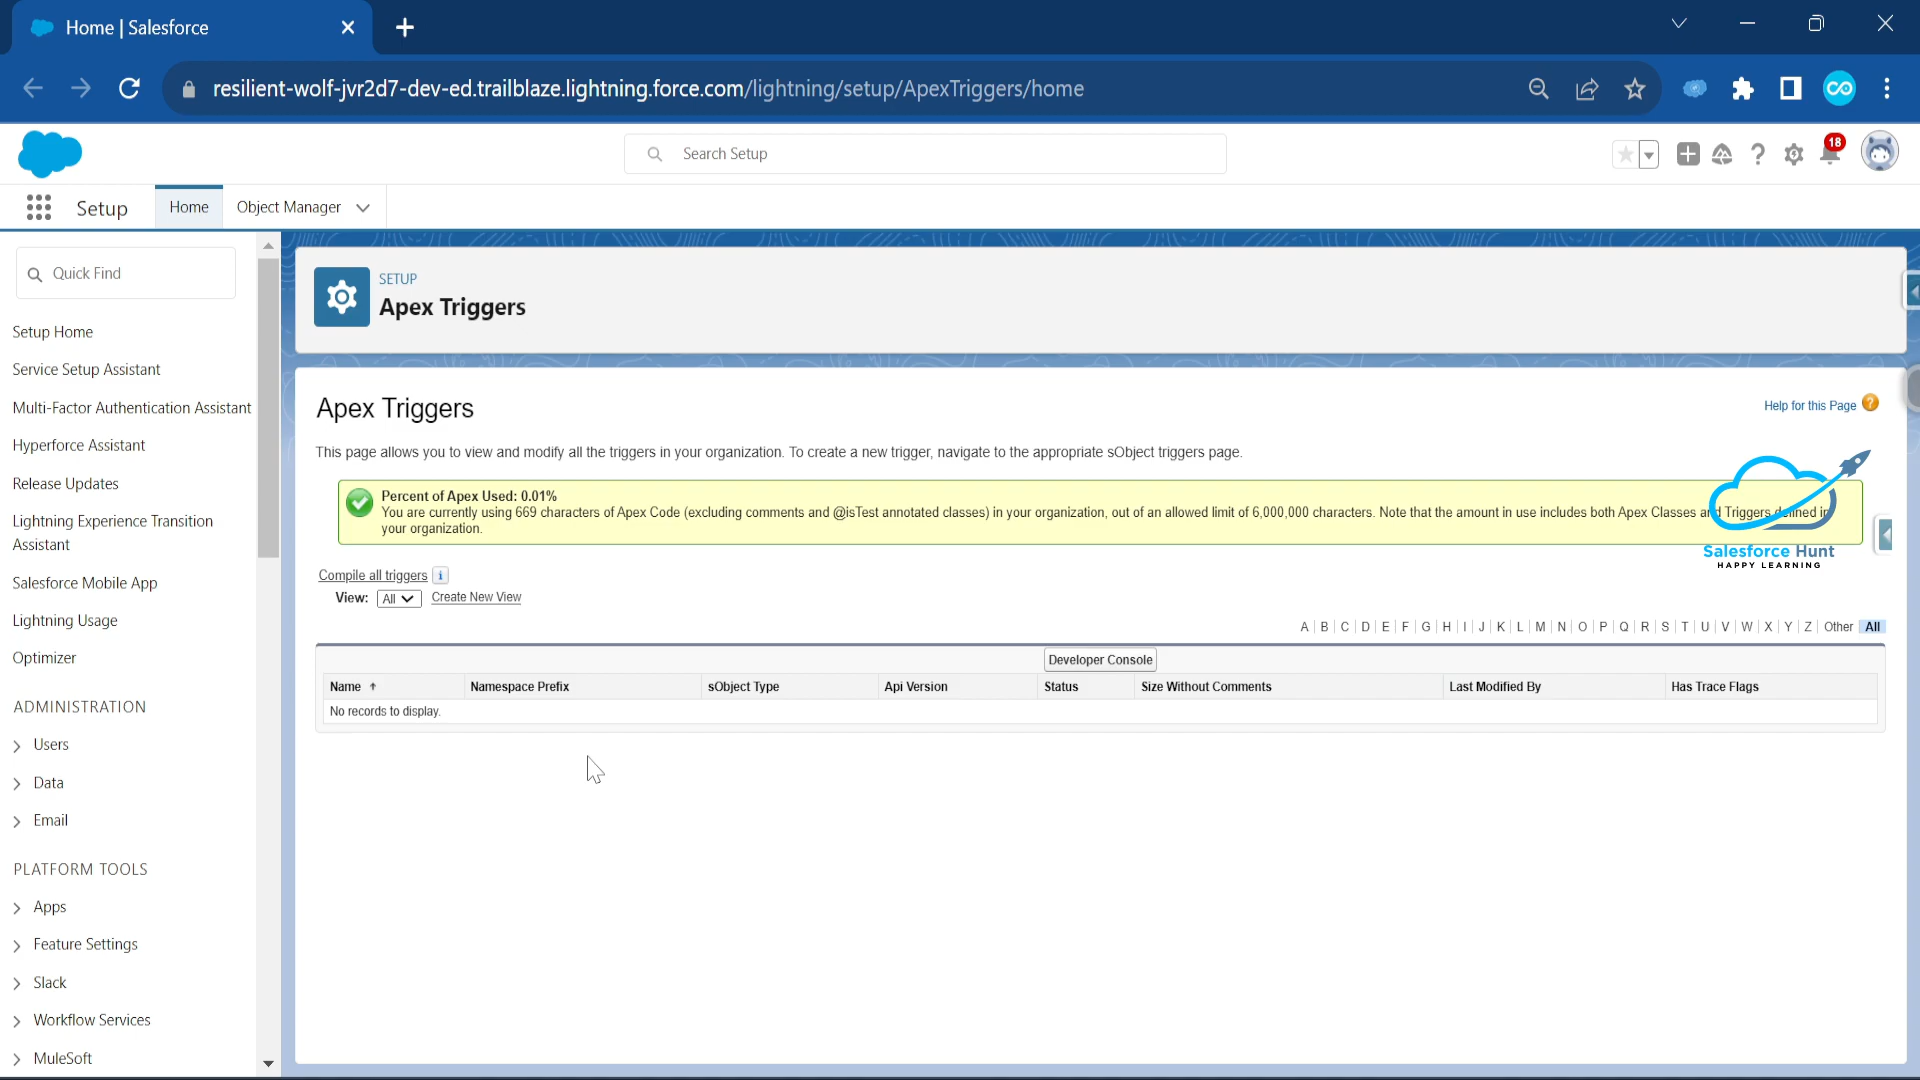 Home | Salesforce
resilient-wolf-jvr2d7-dev-ed.trailblaze.lightning.force.com/lightning/setup/ApexTriggers/home
Search Setup
18
Setup
Home
Object Manager
Quick Find
Setup Home
Service Setup Assistant
Multi-Factor Authentication Assistant
Hyperforce Assistant
Release Updates
Lightning Experience Transition
Assistant
Salesforce Mobile App
Lightning Usage
Optimizer
ADMINISTRATION
Users
Data
Email
PLATFORM TOOLS
Apps
Feature Settings
Slack
Workflow Services
MuleSoft
SETUP
Apex Triggers
Apex Triggers
Help for this Page ?
This page allows you to view and modify all the triggers in your organization. To create a new trigger, navigate to the appropriate sObject triggers page.
Percent of Apex Used: 0.01%
You are currently using 669 characters of Apex Code (excluding comments and @isTest annotated classes) in your organization, out of an allowed limit of 6,000,000 characters. Note that the amount in use includes both Apex Classes and Triggers defined in
your organization.
Salesforce Hunt
HAPPY LEARNING
Compile all triggers i
View: All Create New View
A | B | C | D | E | F | G | H | I | J | K | L | M | N | O | P | Q | R | S | T | U | V | W | X | Y | Z | Other All
Developer Console
Name Namespace Prefix sObject Type Api Version Status Size Without Comments Last Modified By Has Trace Flags
No records to display.